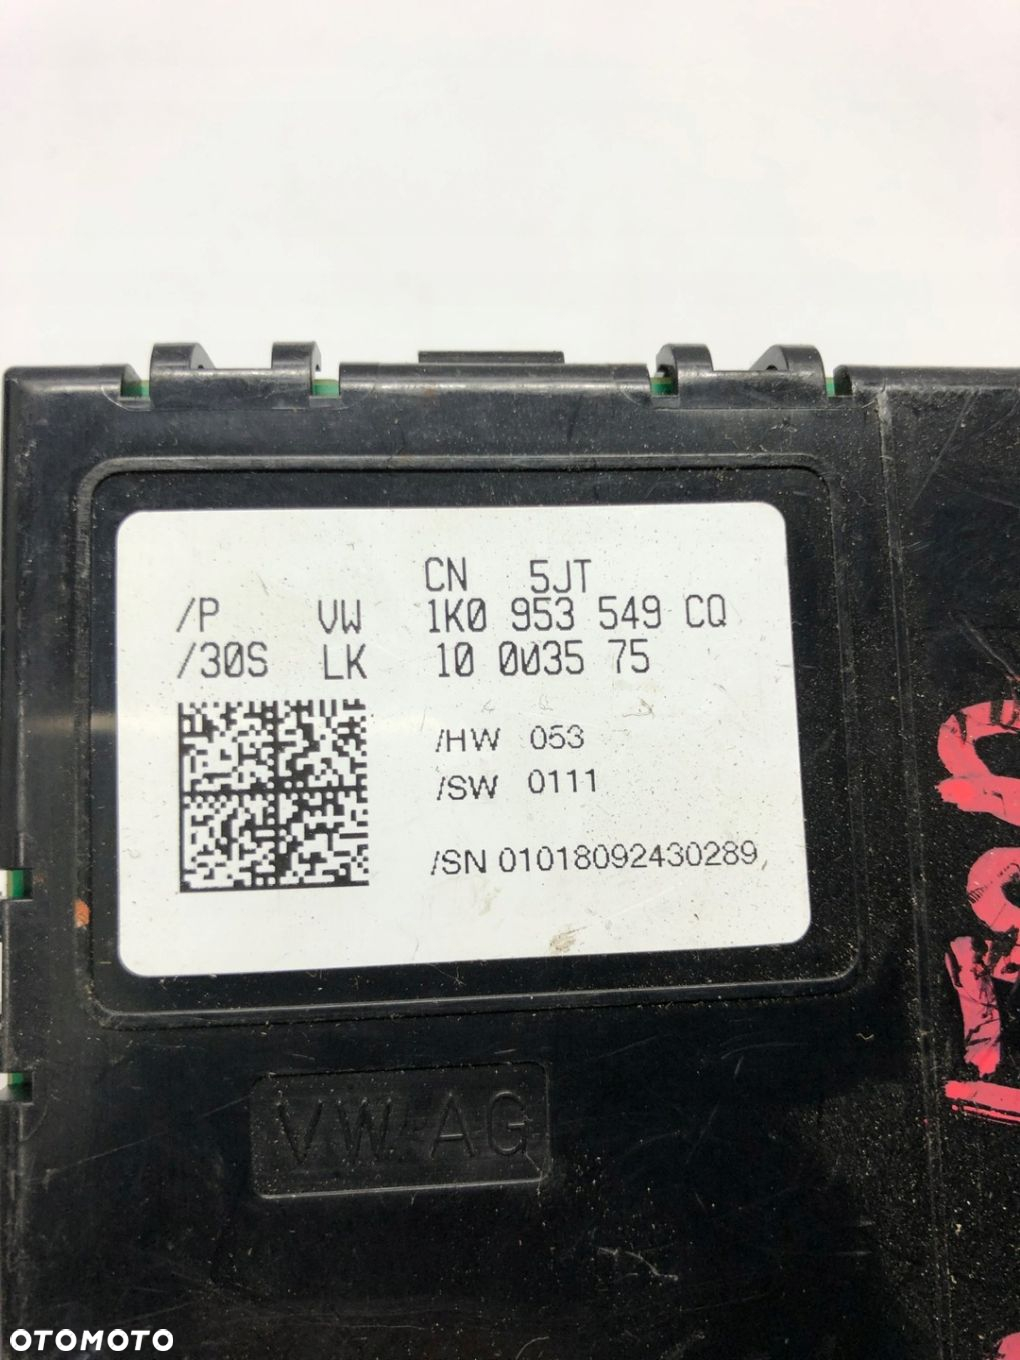 CN 5JT
/P VW 1K0 953 549 CQ
/30S LK 10 0035 75
/HW 053
/SW 0111
/SN 01018092430289
VW AG
OTOMOTO